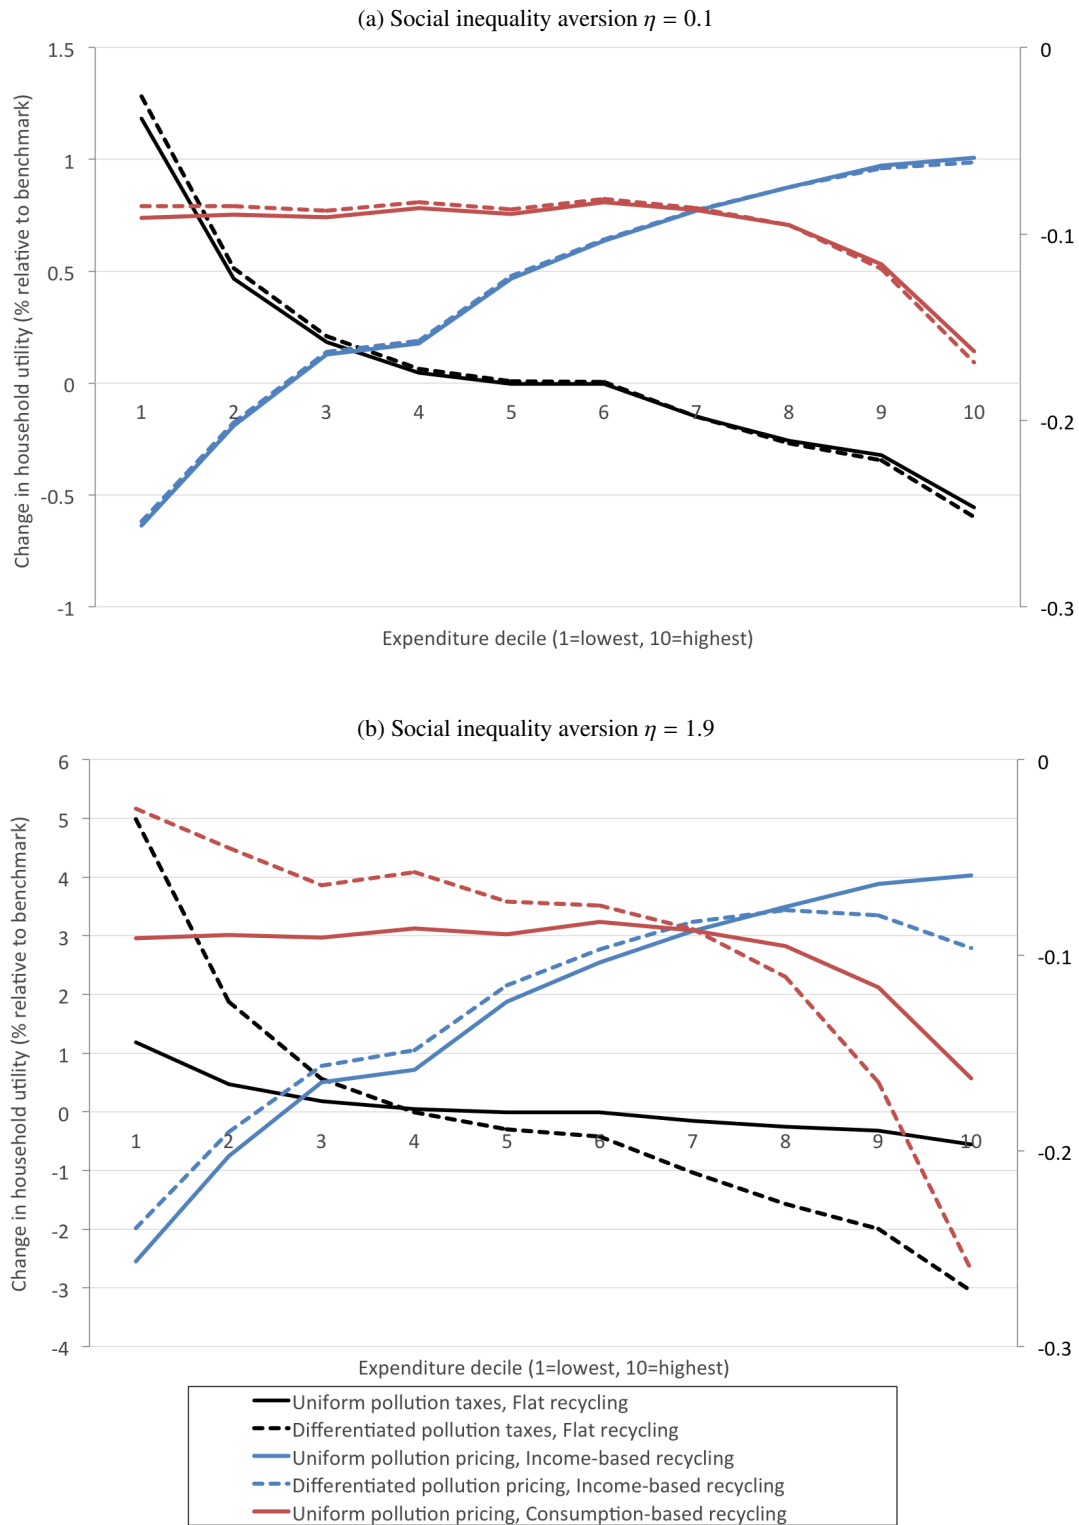 (a) Social inequality aversion η = 0.1
Change in household utility (% relative to benchmark)
1.5
1
0.5
0
-0.5
-1
0
-0.1
-0.2
-0.3
1 2 3 4 5 6 7 8 9 10
Expenditure decile (1=lowest, 10=highest)
(b) Social inequality aversion η = 1.9
Change in household utility (% relative to benchmark)
6
5
4
3
2
1
0
-1
-2
-3
-4
0
-0.1
-0.2
-0.3
1 2 3 4 5 6 7 8 9 10
Expenditure decile (1=lowest, 10=highest)
Uniform pollution taxes, Flat recycling
Differentiated pollution taxes, Flat recycling
Uniform pollution pricing, Income-based recycling
Differentiated pollution pricing, Income-based recycling
Uniform pollution pricing, Consumption-based recycling